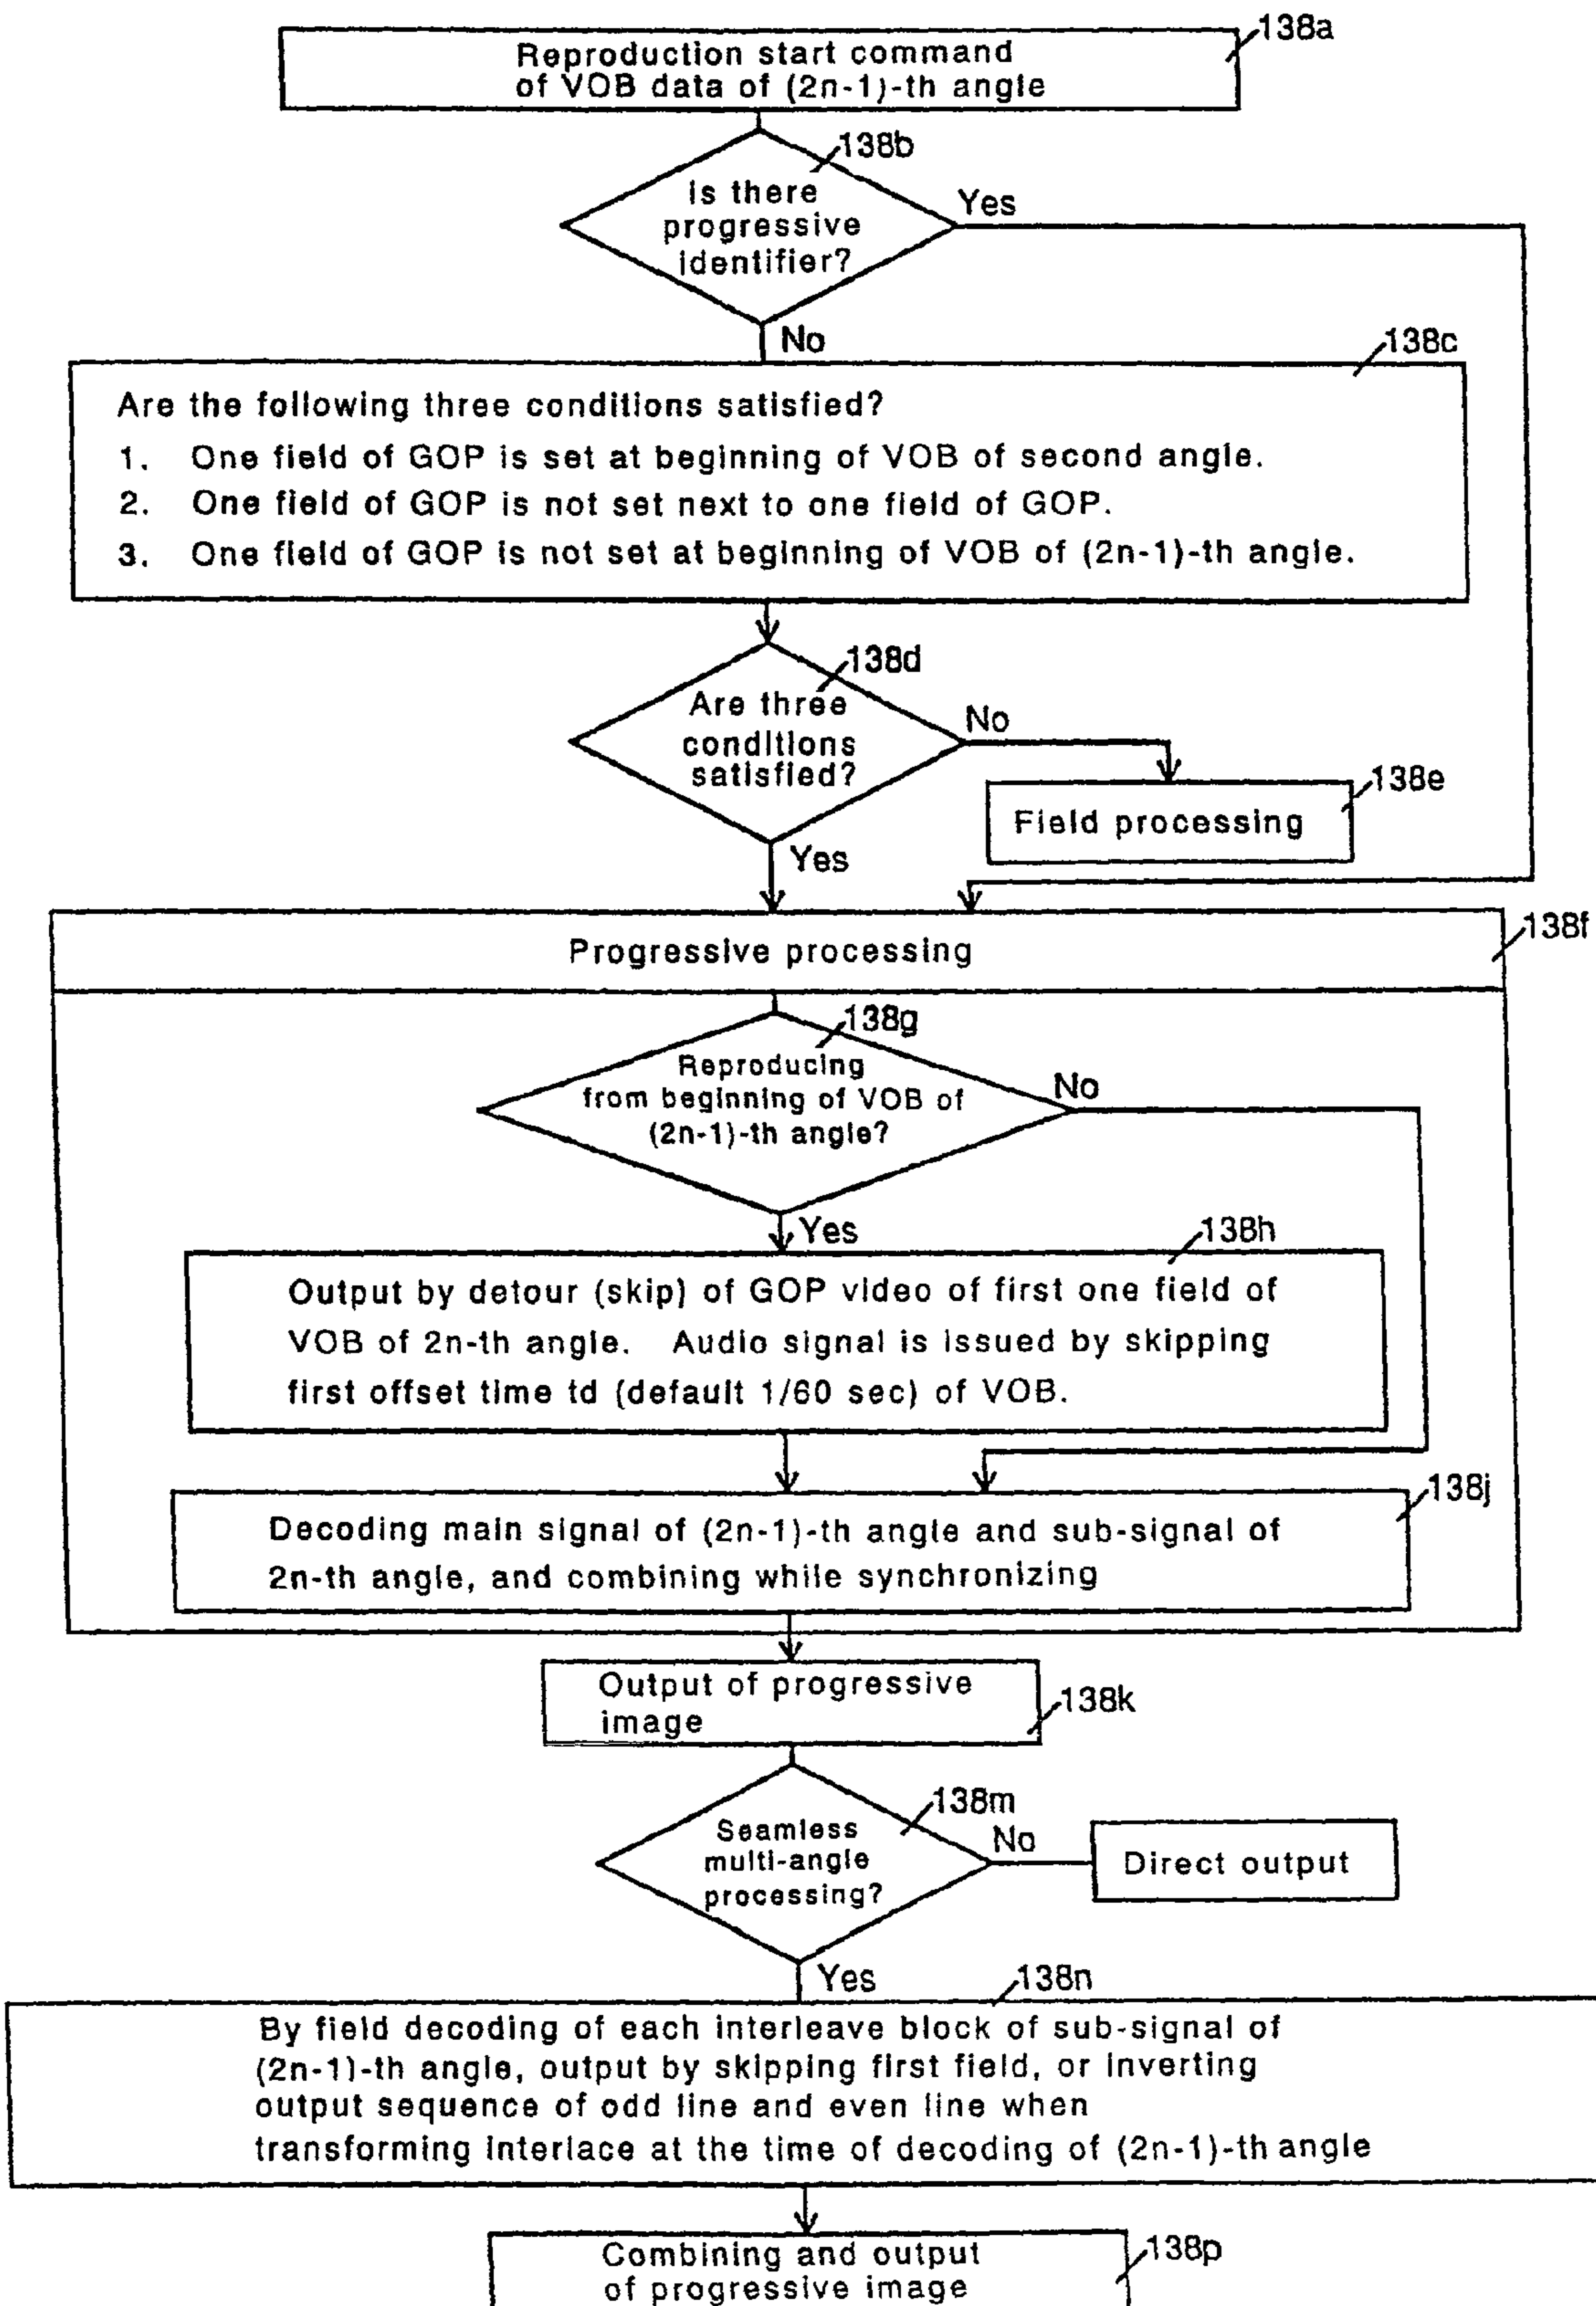 138a
Reproduction start command
of VOB data of (2n-1)-th angle
138b
Is there
progressive
identifier?
Yes
No
138c
Are the following three conditions satisfied?
1. One field of GOP is set at beginning of VOB of second angle.
2. One field of GOP is not set next to one field of GOP.
3. One field of GOP is not set at beginning of VOB of (2n-1)-th angle.
138d
Are three
conditions
satisfied?
No
138e
Field processing
Yes
138f
Progressive processing
138g
Reproducing
from beginning of VOB of
(2n-1)-th angle?
No
Yes
138h
Output by detour (skip) of GOP video of first one field of
VOB of 2n-th angle. Audio signal is issued by skipping
first offset time td (default 1/60 sec) of VOB.
138j
Decoding main signal of (2n-1)-th angle and sub-signal of
2n-th angle, and combining while synchronizing
Output of progressive
image
138k
138m
Seamless
multi-angle
processing?
No
Direct output
Yes
138n
By field decoding of each interleave block of sub-signal of
(2n-1)-th angle, output by skipping first field, or inverting
output sequence of odd line and even line when
transforming interlace at the time of decoding of (2n-1)-th angle
138p
Combining and output
of progressive image